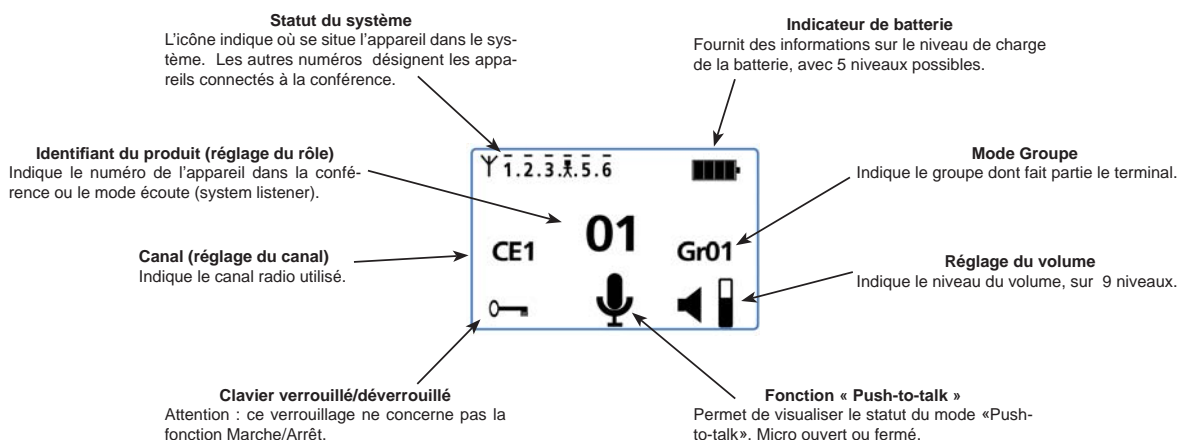 Statut du système
L'icône indique où se situe l'appareil dans le sys-
tème. Les autres numéros désignent les appa-
reils connectés à la conférence.
Indicateur de batterie
Fournit des informations sur le niveau de charge
de la batterie, avec 5 niveaux possibles.
Identifiant du produit (réglage du rôle)
Indique le numéro de l'appareil dans la confé-
rence ou le mode écoute (system listener).
Mode Groupe
Indique le groupe dont fait partie le terminal.
Canal (réglage du canal)
Indique le canal radio utilisé.
1.2.3. .5.6
01
CE1
Gr01
Réglage du volume
Indique le niveau du volume, sur 9 niveaux.
Clavier verrouillé/déverrouillé
Attention : ce verrouillage ne concerne pas la
fonction Marche/Arrêt.
Fonction « Push-to-talk »
Permet de visualiser le statut du mode «Push-
to-talk». Micro ouvert ou fermé.